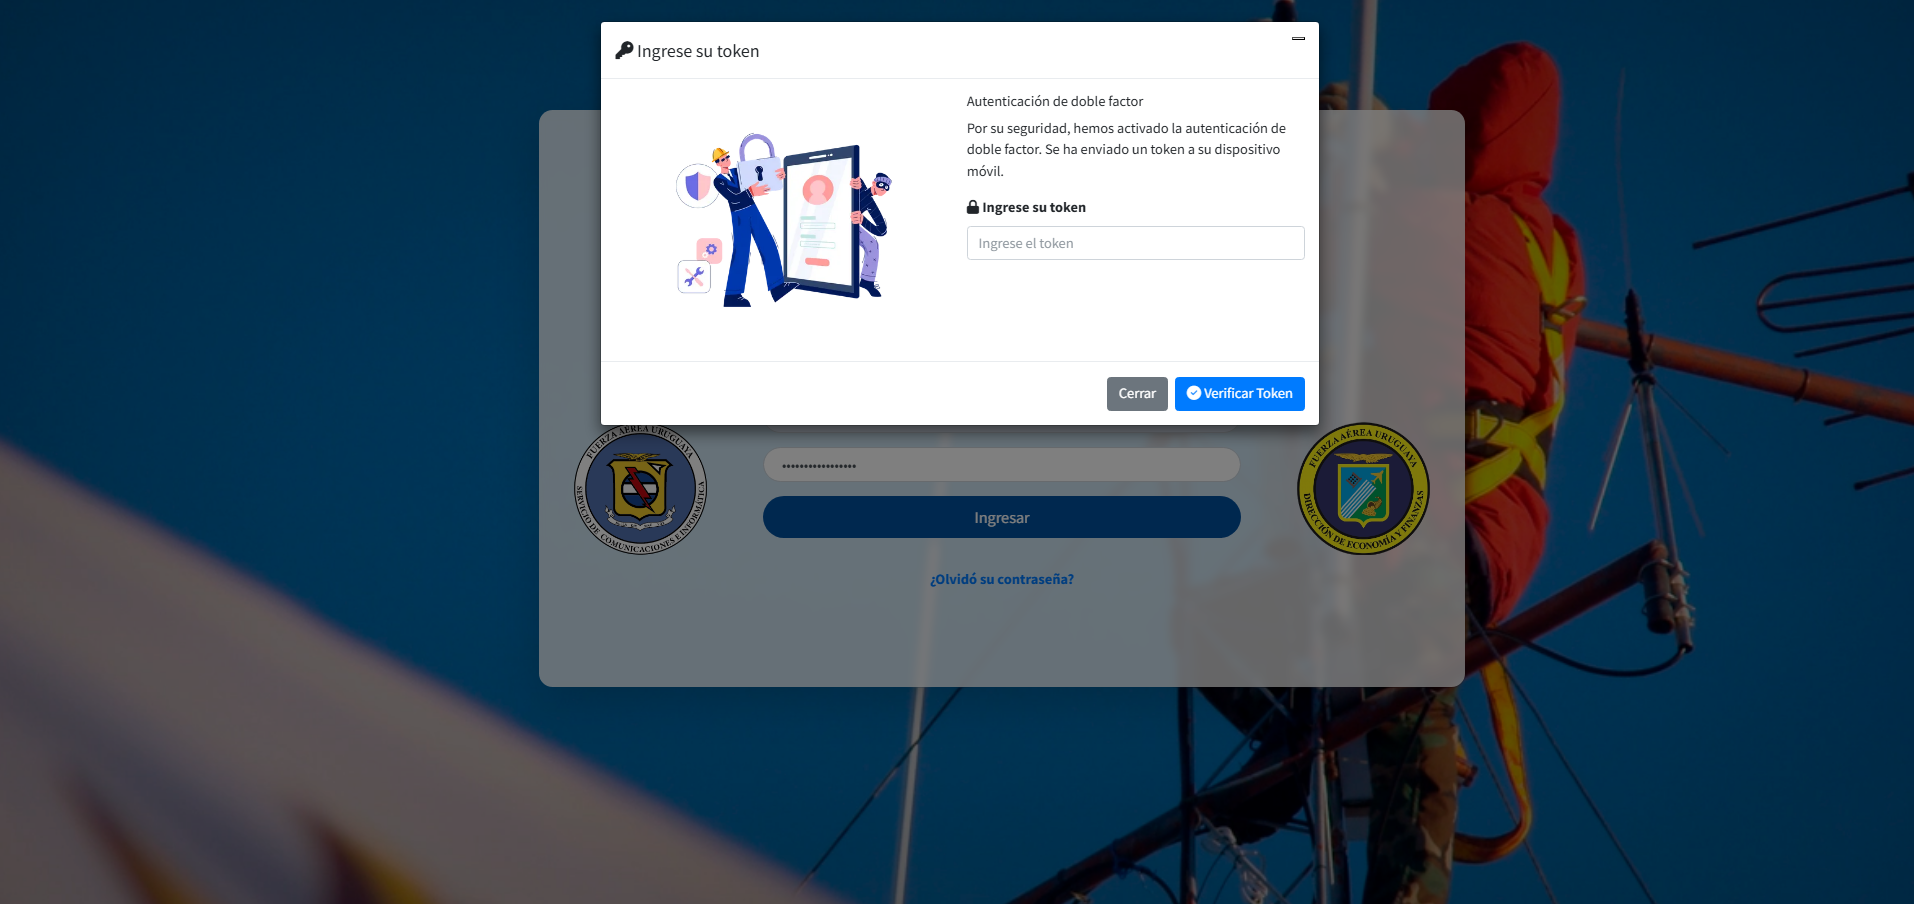 Ingrese su token
Autenticación de doble factor
Por su seguridad, hemos activado la autenticación de
doble factor. Se ha enviado un token a su dispositivo
móvil.
Ingrese su token
Ingrese el token
Cerrar
Verificar Token
FUERZA AÉREA URUGUAYA
SERVICIO DE COMUNICACIONES E INFORMÁTICA
•••••••••••••••••
Ingresar
¿Olvidó su contraseña?
FUERZA AÉREA URUGUAYA
DIRECCIÓN DE ECONOMÍA Y FINANZAS